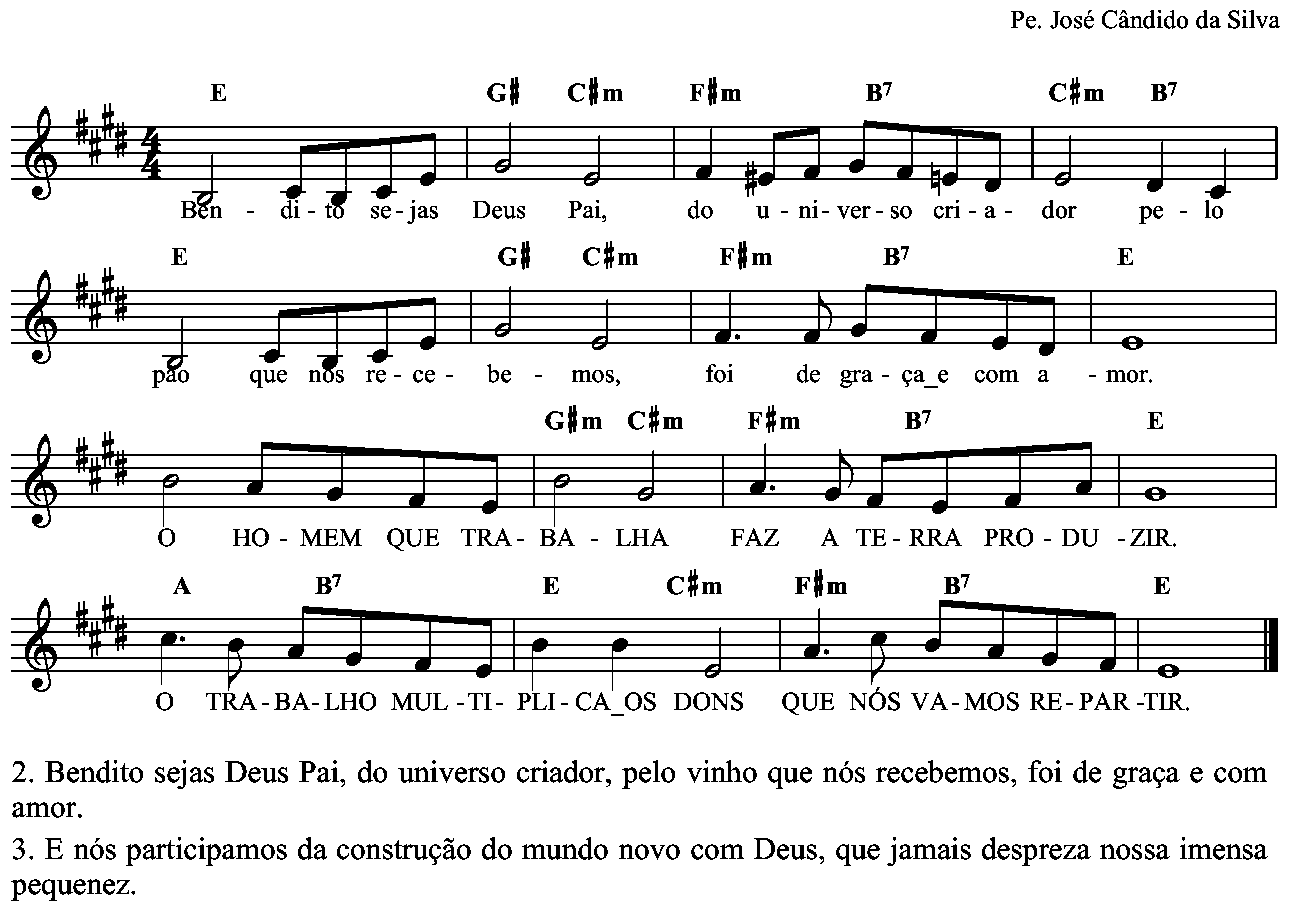 Pe. José Cândido da Silva
E G♯ C♯m F♯m B7 C♯m B7
4
4
Ben - di - to se - jas Deus Pai, do u - ni - ver - so cri - a - dor pe - lo
E G♯ C♯m F♯m B7 E
pão que nós re - ce - be - mos, foi de gra - ça_e com a - mor.
G♯m C♯m F♯m B7 E
O HO - MEM QUE TRA - BA - LHA FAZ A TE - RRA PRO - DU - ZIR.
A B7 E C♯m F♯m B7 E
O TRA - BA - LHO MUL - TI - PLI - CA_OS DONS QUE NÓS VA - MOS RE - PAR - TIR.
2. Bendito sejas Deus Pai, do universo criador, pelo vinho que nós recebemos, foi de graça e com
amor.
3. E nós participamos da construção do mundo novo com Deus, que jamais despreza nossa imensa
pequenez.